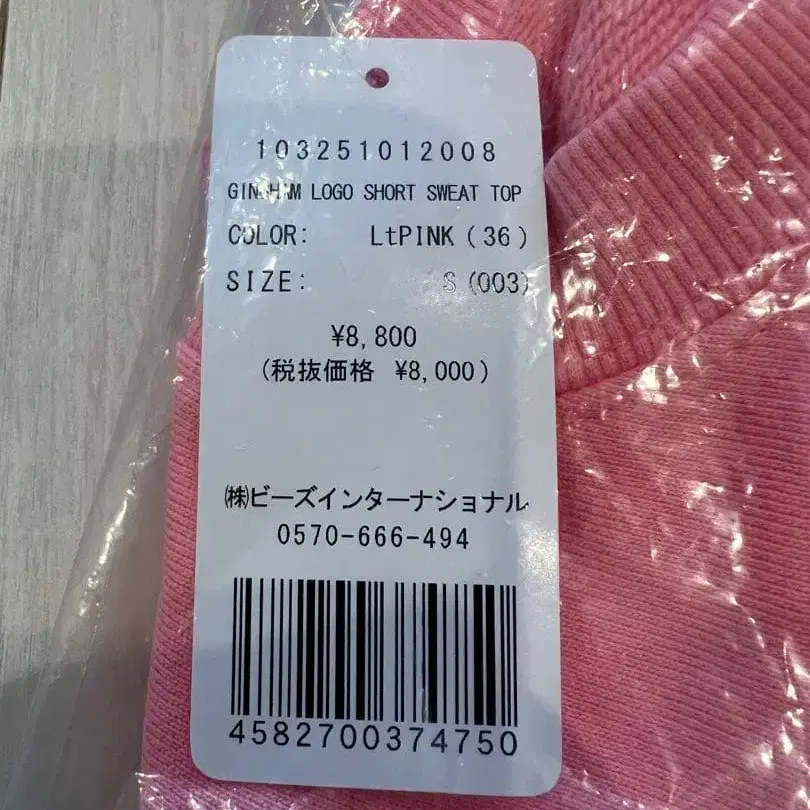 103251012008
GINGHAM LOGO SHORT SWEAT TOP
COLOR: LtPINK(36)
SIZE: S(003)
¥8,800
(税抜価格 ¥8,000)
㈱ビーズインターナショナル
0570-666-494
4582700374750